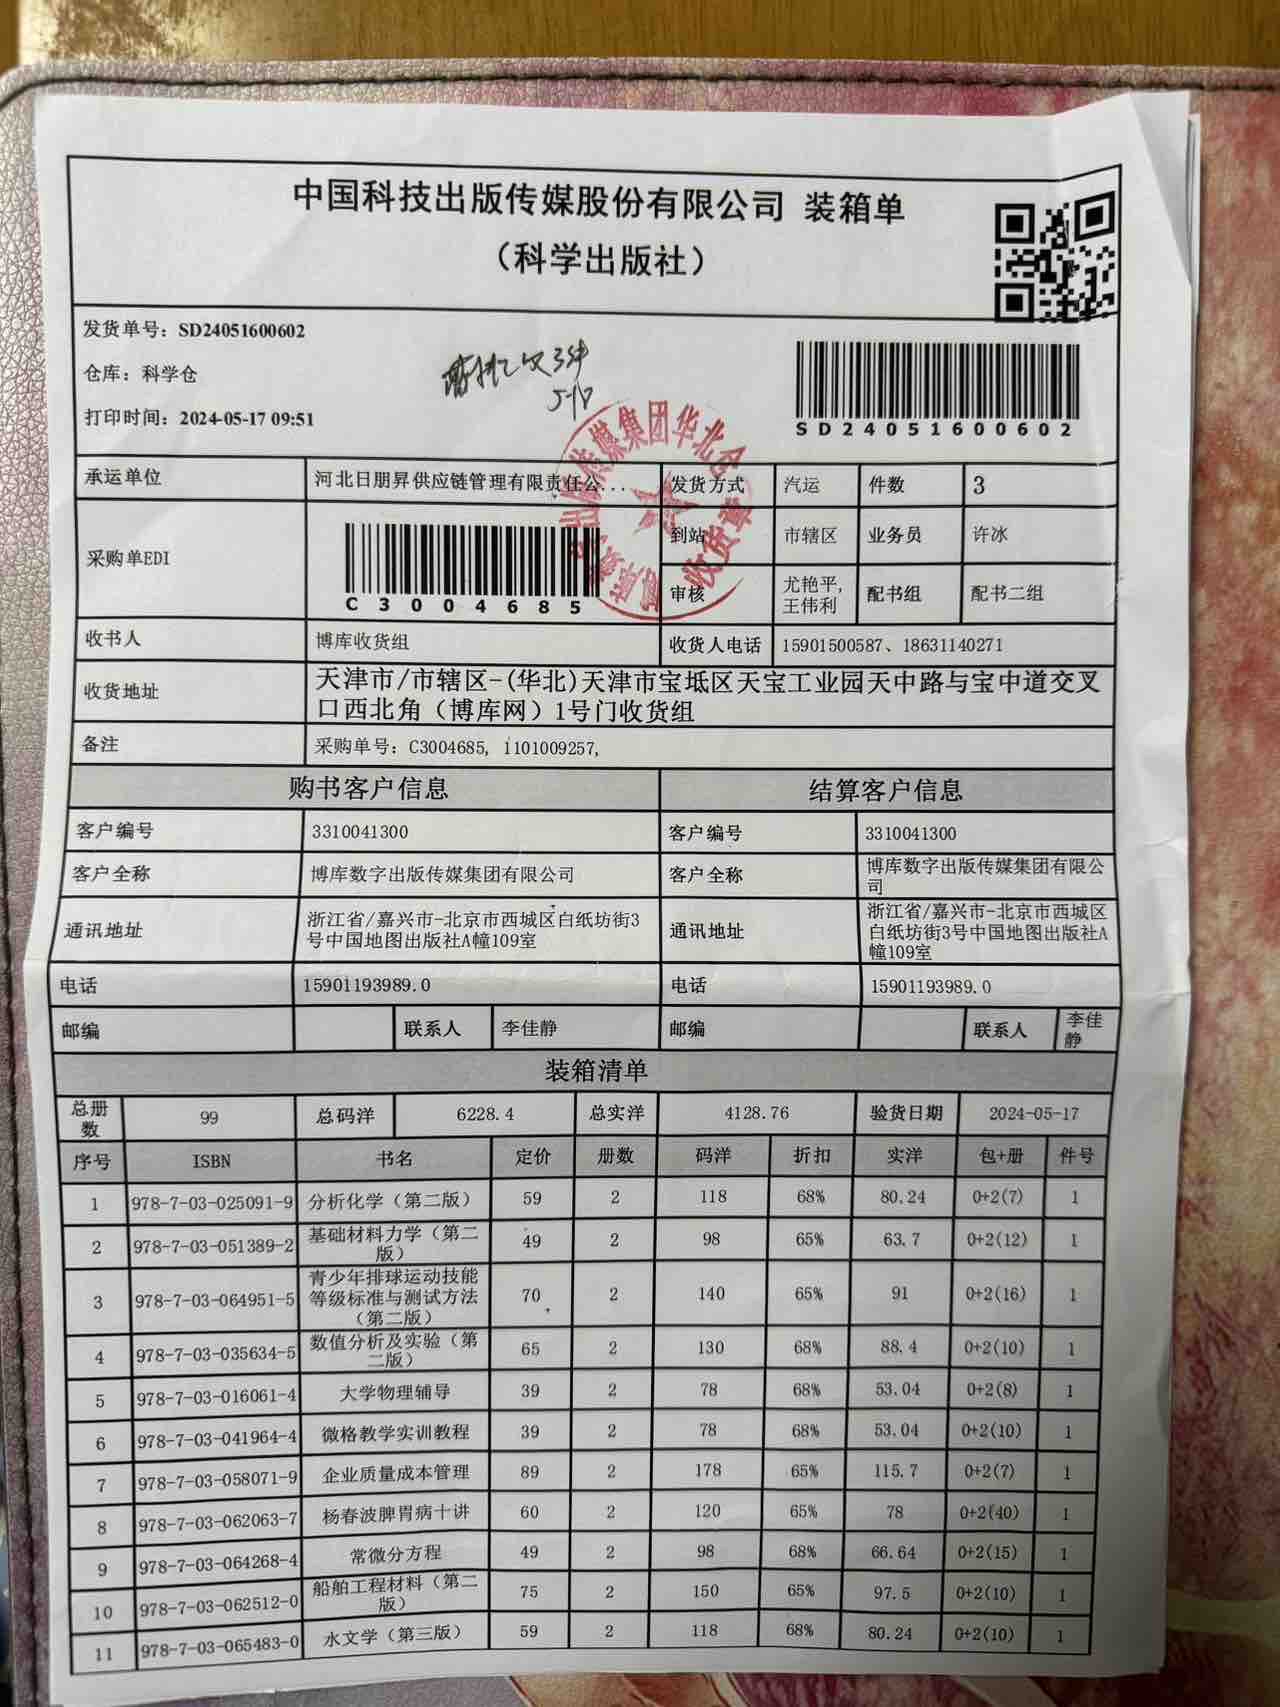 中国科技出版传媒股份有限公司 装箱单
（科学出版社）
发货单号：SD24051600602
仓库：科学仓
打印时间：2024-05-17 09:51
SD24051600602
承运单位 河北日朋昇供应链管理有限责任公... 发货方式 汽运 件数 3
采购单EDI C3004685 到站 市辖区 业务员 许冰
审核 尤艳平, 王伟利 配书组 配书二组
收书人 博库收货组 收货人电话 15901500587、18631140271
收货地址 天津市/市辖区-(华北)天津市宝坻区天宝工业园天中路与宝中道交叉
口西北角（博库网）1号门收货组
备注 采购单号：C3004685, 1101009257,
购书客户信息 结算客户信息
客户编号 3310041300 客户编号 3310041300
客户全称 博库数字出版传媒集团有限公司 客户全称 博库数字出版传媒集团有限公司
通讯地址 浙江省/嘉兴市-北京市西城区白纸坊街3号中国地图出版社A幢109室 通讯地址 浙江省/嘉兴市-北京市西城区白纸坊街3号中国地图出版社A幢109室
电话 15901193989.0 电话 15901193989.0
邮编 联系人 李佳静 邮编 联系人 李佳静
装箱清单
总册数 99 总码洋 6228.4 总实洋 4128.76 验货日期 2024-05-17
序号 ISBN 书名 定价 册数 码洋 折扣 实洋 包+册 件号
1 978-7-03-025091-9 分析化学（第二版） 59 2 118 68% 80.24 0+2(7) 1
2 978-7-03-051389-2 基础材料力学（第二版） 49 2 98 65% 63.7 0+2(12) 1
3 978-7-03-064951-5 青少年排球运动技能等级标准与测试方法（第二版） 70 2 140 65% 91 0+2(16) 1
4 978-7-03-035634-5 数值分析及实验（第二版） 65 2 130 68% 88.4 0+2(10) 1
5 978-7-03-016061-4 大学物理辅导 39 2 78 68% 53.04 0+2(8) 1
6 978-7-03-041964-4 微格教学实训教程 39 2 78 68% 53.04 0+2(10) 1
7 978-7-03-058071-9 企业质量成本管理 89 2 178 65% 115.7 0+2(7) 1
8 978-7-03-062063-7 杨春波脾胃病十讲 60 2 120 65% 78 0+2(40) 1
9 978-7-03-064268-4 常微分方程 49 2 98 68% 66.64 0+2(15) 1
10 978-7-03-062512-0 船舶工程材料（第二版） 75 2 150 65% 97.5 0+2(10) 1
11 978-7-03-065483-0 水文学（第三版） 59 2 118 68% 80.24 0+2(10) 1